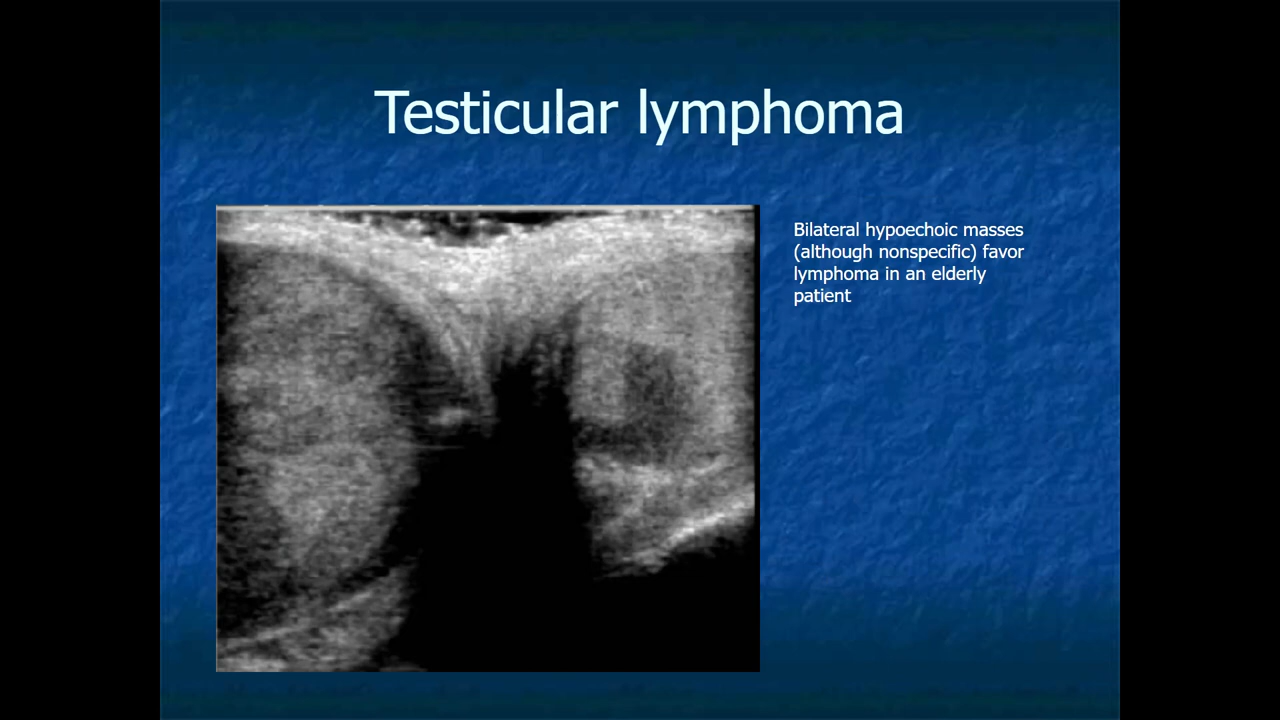 Testicular lymphoma
Bilateral hypoechoic masses
(although nonspecific) favor
lymphoma in an elderly
patient